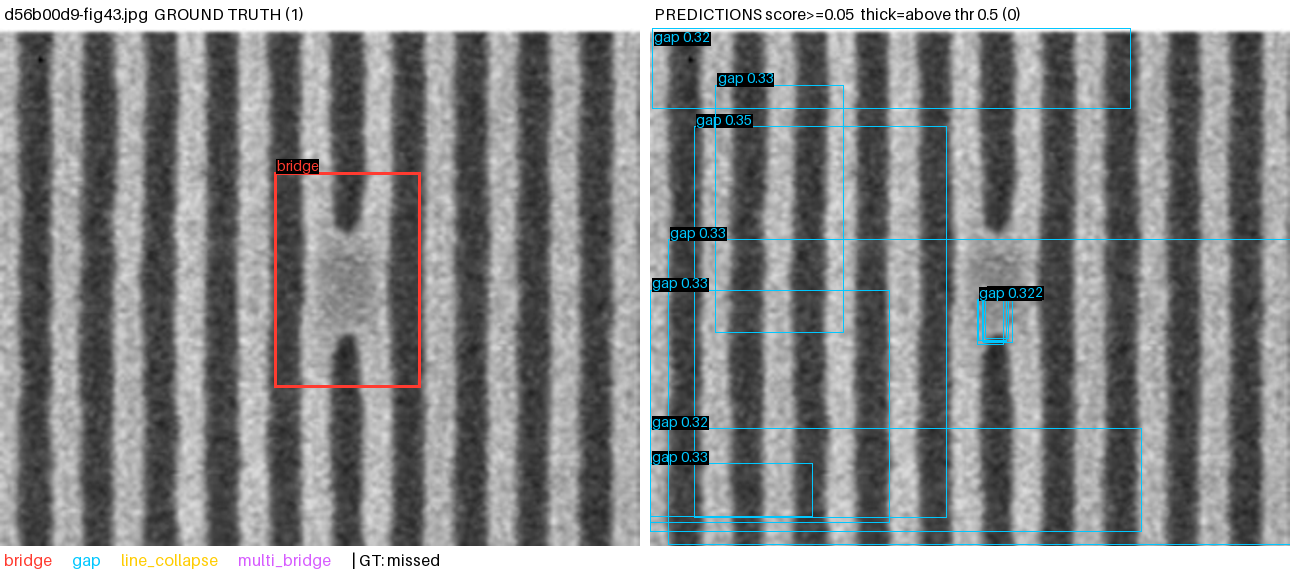 d56b00d9-fig43.jpg GROUND TRUTH (1)
PREDICTIONS score>=0.05 thick=above thr 0.5 (0)
bridge
gap 0.32
gap 0.33
gap 0.35
gap 0.33
gap 0.33
gap 0.322
gap 0.32
gap 0.33
bridge gap line_collapse multi_bridge | GT: missed